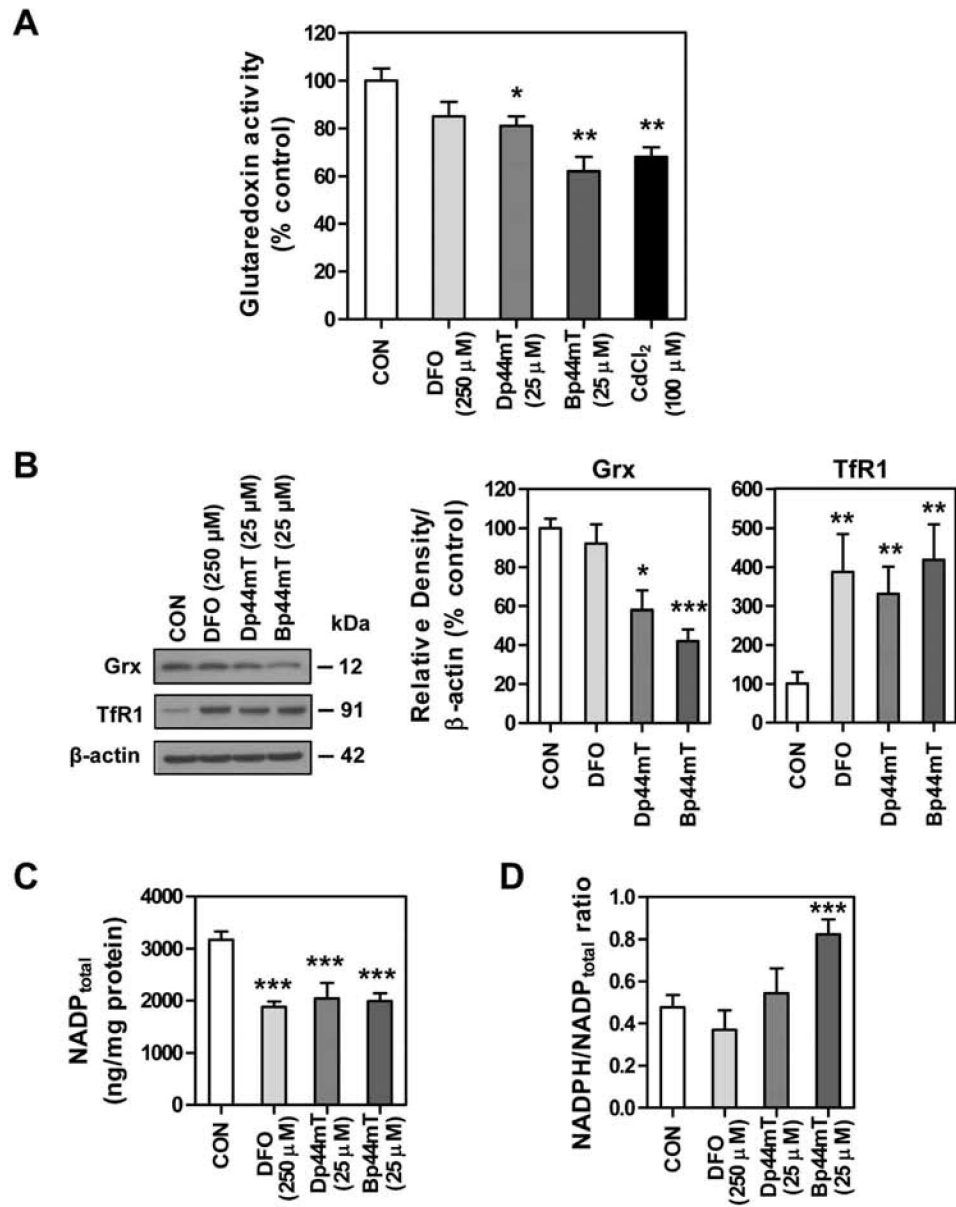 A
Glutaredoxin activity
(% control)
120
100
80
60
40
20
0
*
**
**
CON
DFO
(250 μM)
Dp44mT
(25 μM)
Bp44mT
(25 μM)
CdCl₂
(100 μM)
B
CON
DFO (250 μM)
Dp44mT (25 μM)
Bp44mT (25 μM)
kDa
Grx
– 12
TfR1
– 91
β-actin
– 42
Grx
Relative Density/
β-actin (% control)
120
100
80
60
40
20
0
*
***
CON
DFO
Dp44mT
Bp44mT
TfR1
600
500
400
300
200
100
0
**
**
**
CON
DFO
Dp44mT
Bp44mT
C
NADPtotal
(ng/mg protein)
4000
3000
2000
1000
0
***
***
***
CON
DFO
(250 μM)
Dp44mT
(25 μM)
Bp44mT
(25 μM)
D
NADPH/NADPtotal ratio
1.0
0.8
0.6
0.4
0.2
0.0
***
CON
DFO
(250 μM)
Dp44mT
(25 μM)
Bp44mT
(25 μM)